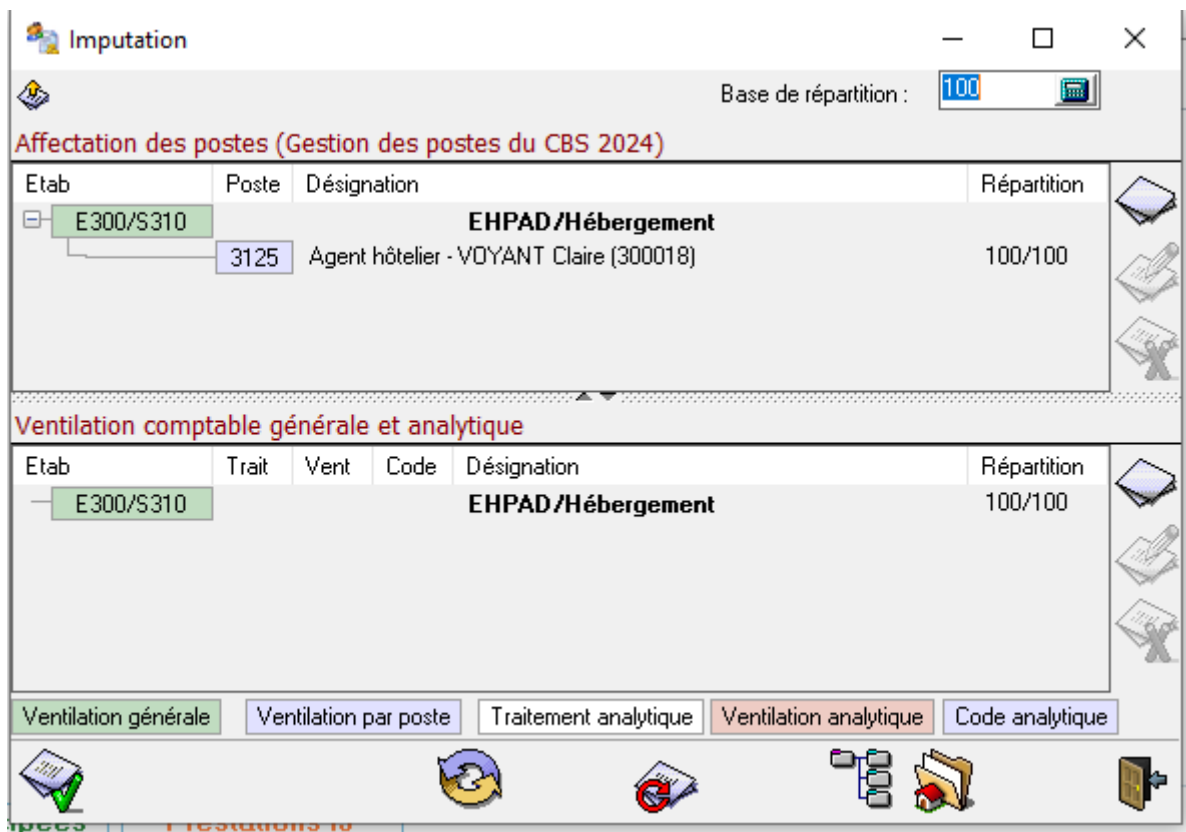 Imputation
Base de répartition : 100
Affectation des postes (Gestion des postes du CBS 2024)
Etab Poste Désignation Répartition
E300/S310 EHPAD/Hébergement
3125 Agent hôtelier - VOYANT Claire (300018) 100/100
Ventilation comptable générale et analytique
Etab Trait Vent Code Désignation Répartition
E300/S310 EHPAD/Hébergement 100/100
Ventilation générale Ventilation par poste Traitement analytique Ventilation analytique Code analytique